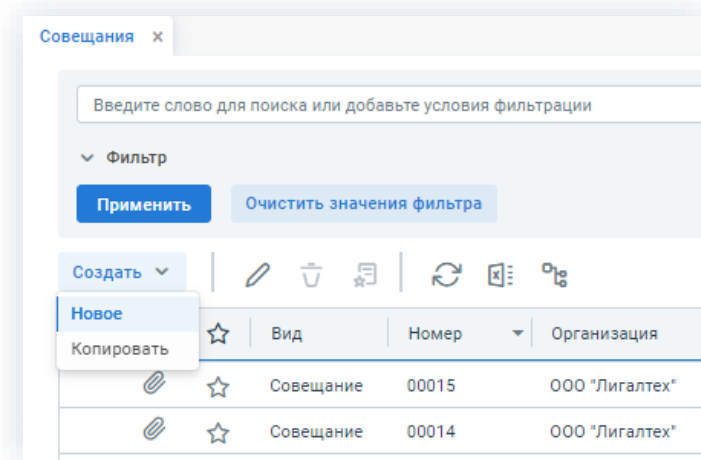 Совещания ×
Введите слово для поиска или добавьте условия фильтрации
Фильтр
Применить Очистить значения фильтра
Создать
Новое
Копировать
Вид Номер Организация
Совещание 00015 ООО "Лигалтех"
Совещание 00014 ООО "Лигалтех"